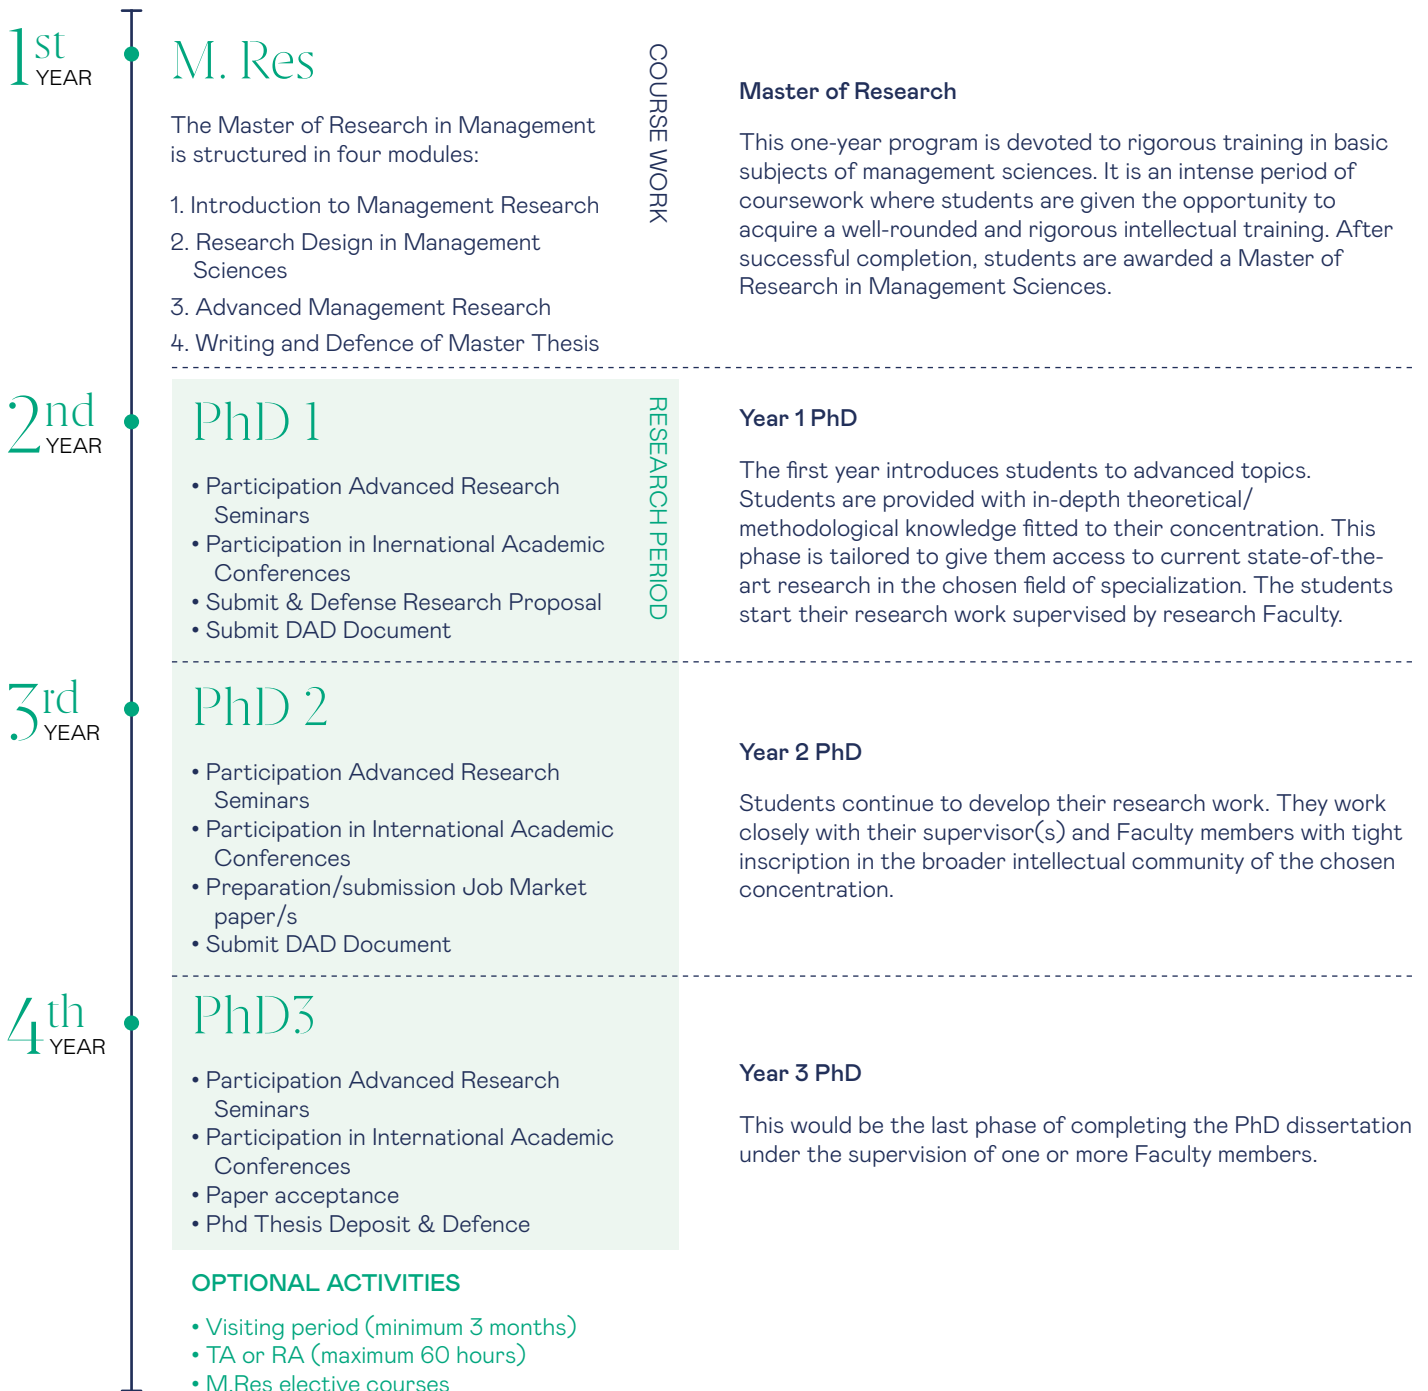 1st
YEAR
M. Res
The Master of Research in Management
is structured in four modules:
1. Introduction to Management Research
2. Research Design in Management
Sciences
3. Advanced Management Research
4. Writing and Defence of Master Thesis
COURSE WORK
Master of Research
This one-year program is devoted to rigorous training in basic
subjects of management sciences. It is an intense period of
coursework where students are given the opportunity to
acquire a well-rounded and rigorous intellectual training. After
successful completion, students are awarded a Master of
Research in Management Sciences.
2nd
YEAR
PhD 1
• Participation Advanced Research
Seminars
• Participation in Inernational Academic
Conferences
• Submit & Defense Research Proposal
• Submit DAD Document
RESEARCH PERIOD
Year 1 PhD
The first year introduces students to advanced topics.
Students are provided with in-depth theoretical/
methodological knowledge fitted to their concentration. This
phase is tailored to give them access to current state-of-the-
art research in the chosen field of specialization. The students
start their research work supervised by research Faculty.
3rd
YEAR
PhD 2
• Participation Advanced Research
Seminars
• Participation in International Academic
Conferences
• Preparation/submission Job Market
paper/s
• Submit DAD Document
Year 2 PhD
Students continue to develop their research work. They work
closely with their supervisor(s) and Faculty members with tight
inscription in the broader intellectual community of the chosen
concentration.
4th
YEAR
PhD3
• Participation Advanced Research
Seminars
• Participation in International Academic
Conferences
• Paper acceptance
• Phd Thesis Deposit & Defence
Year 3 PhD
This would be the last phase of completing the PhD dissertation
under the supervision of one or more Faculty members.
OPTIONAL ACTIVITIES
• Visiting period (minimum 3 months)
• TA or RA (maximum 60 hours)
• M.Res elective courses